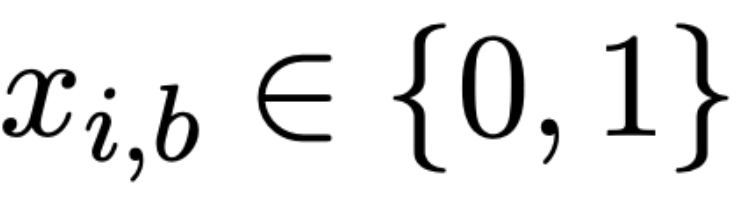 x_{i,b} ∈ {0, 1}